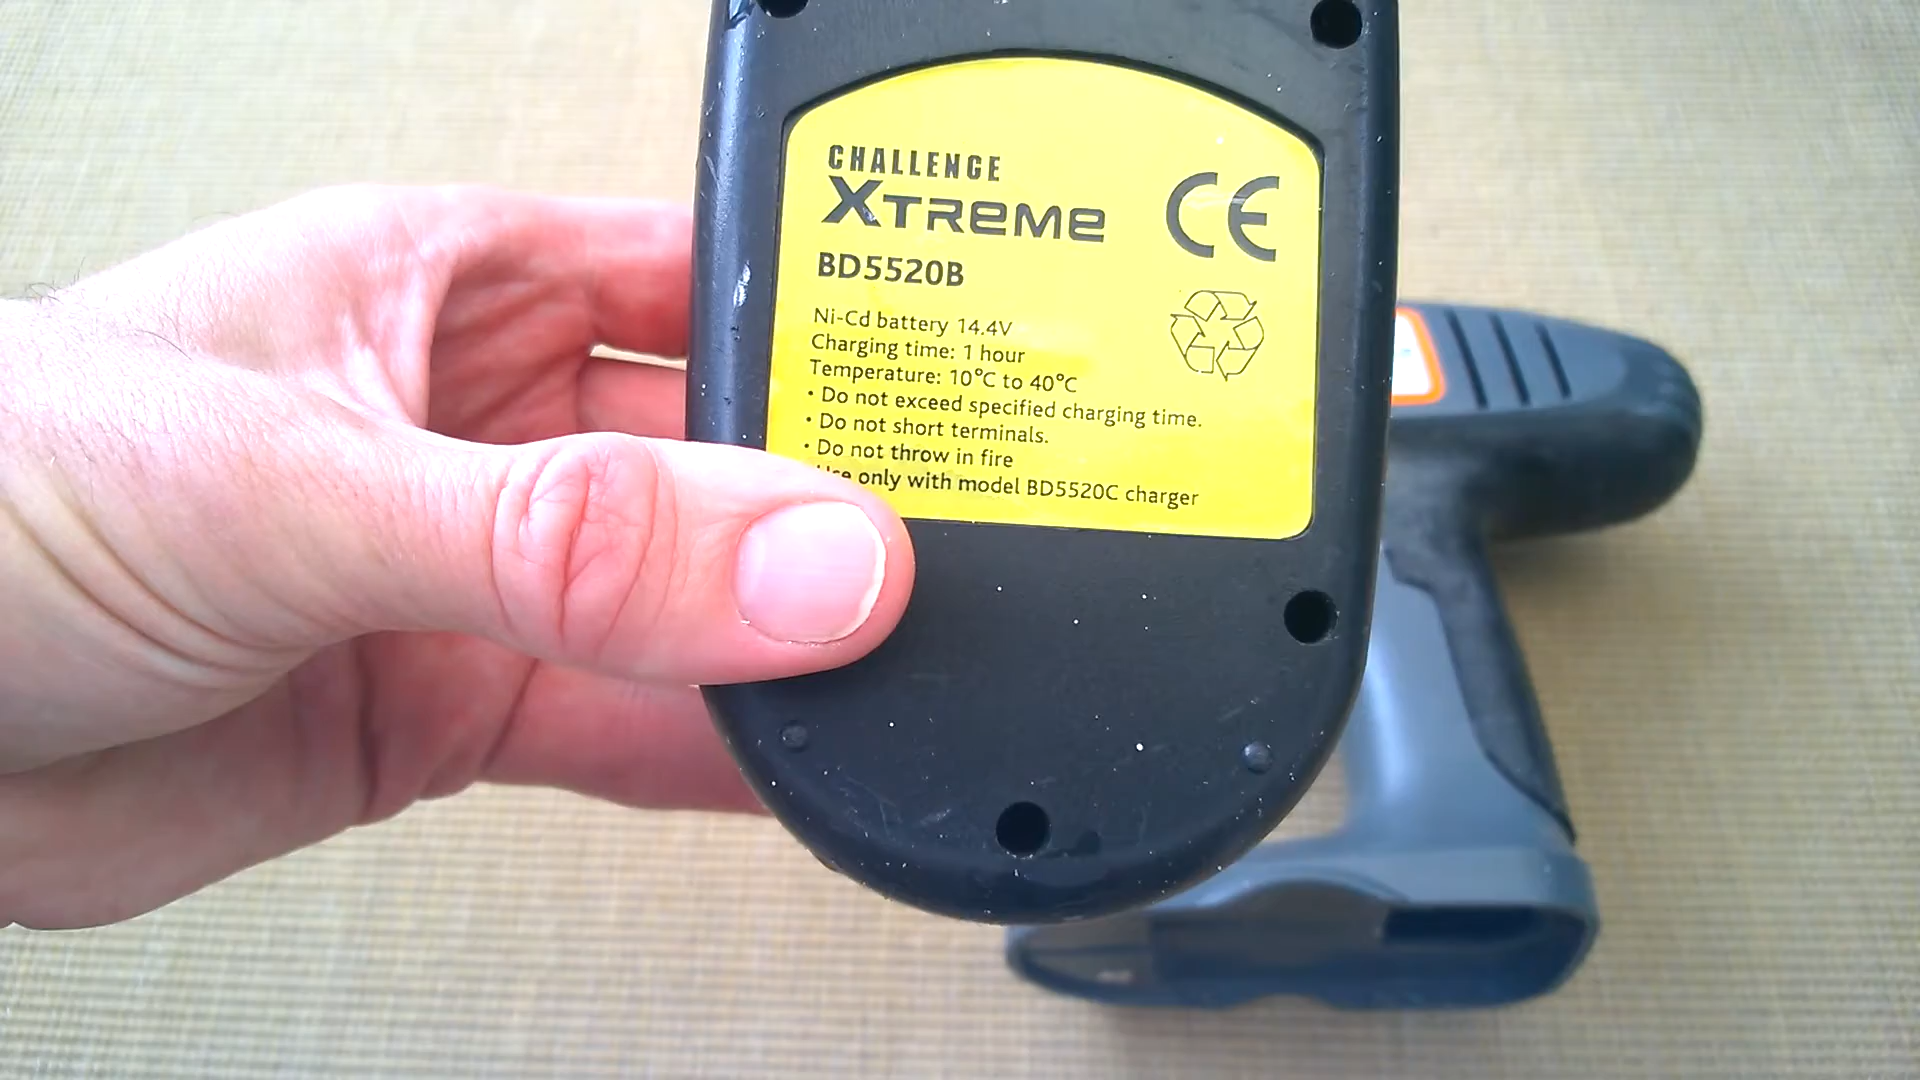 CHALLENGE
XTREME
CE
BD5520B
Ni-Cd battery 14.4V
Charging time: 1 hour
Temperature: 10°C to 40°C
• Do not exceed specified charging time.
• Do not short terminals.
• Do not throw in fire
only with model BD5520C charger